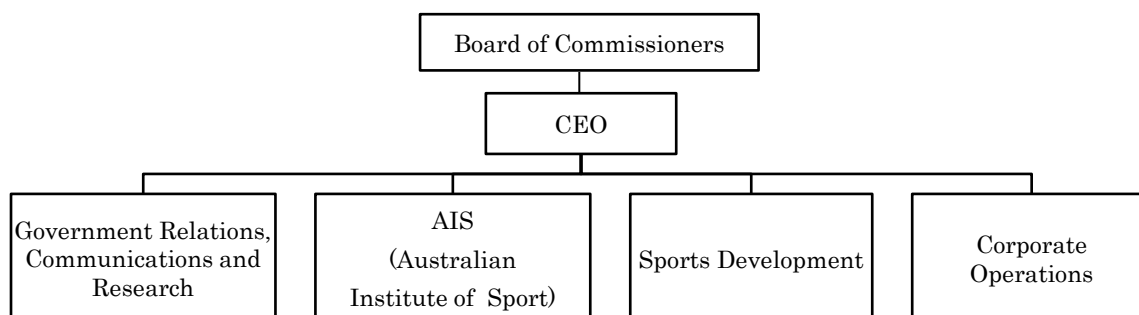 Board of Commissioners
CEO
Government Relations,
Communications and
Research
AIS
(Australian
Institute of Sport)
Sports Development
Corporate
Operations